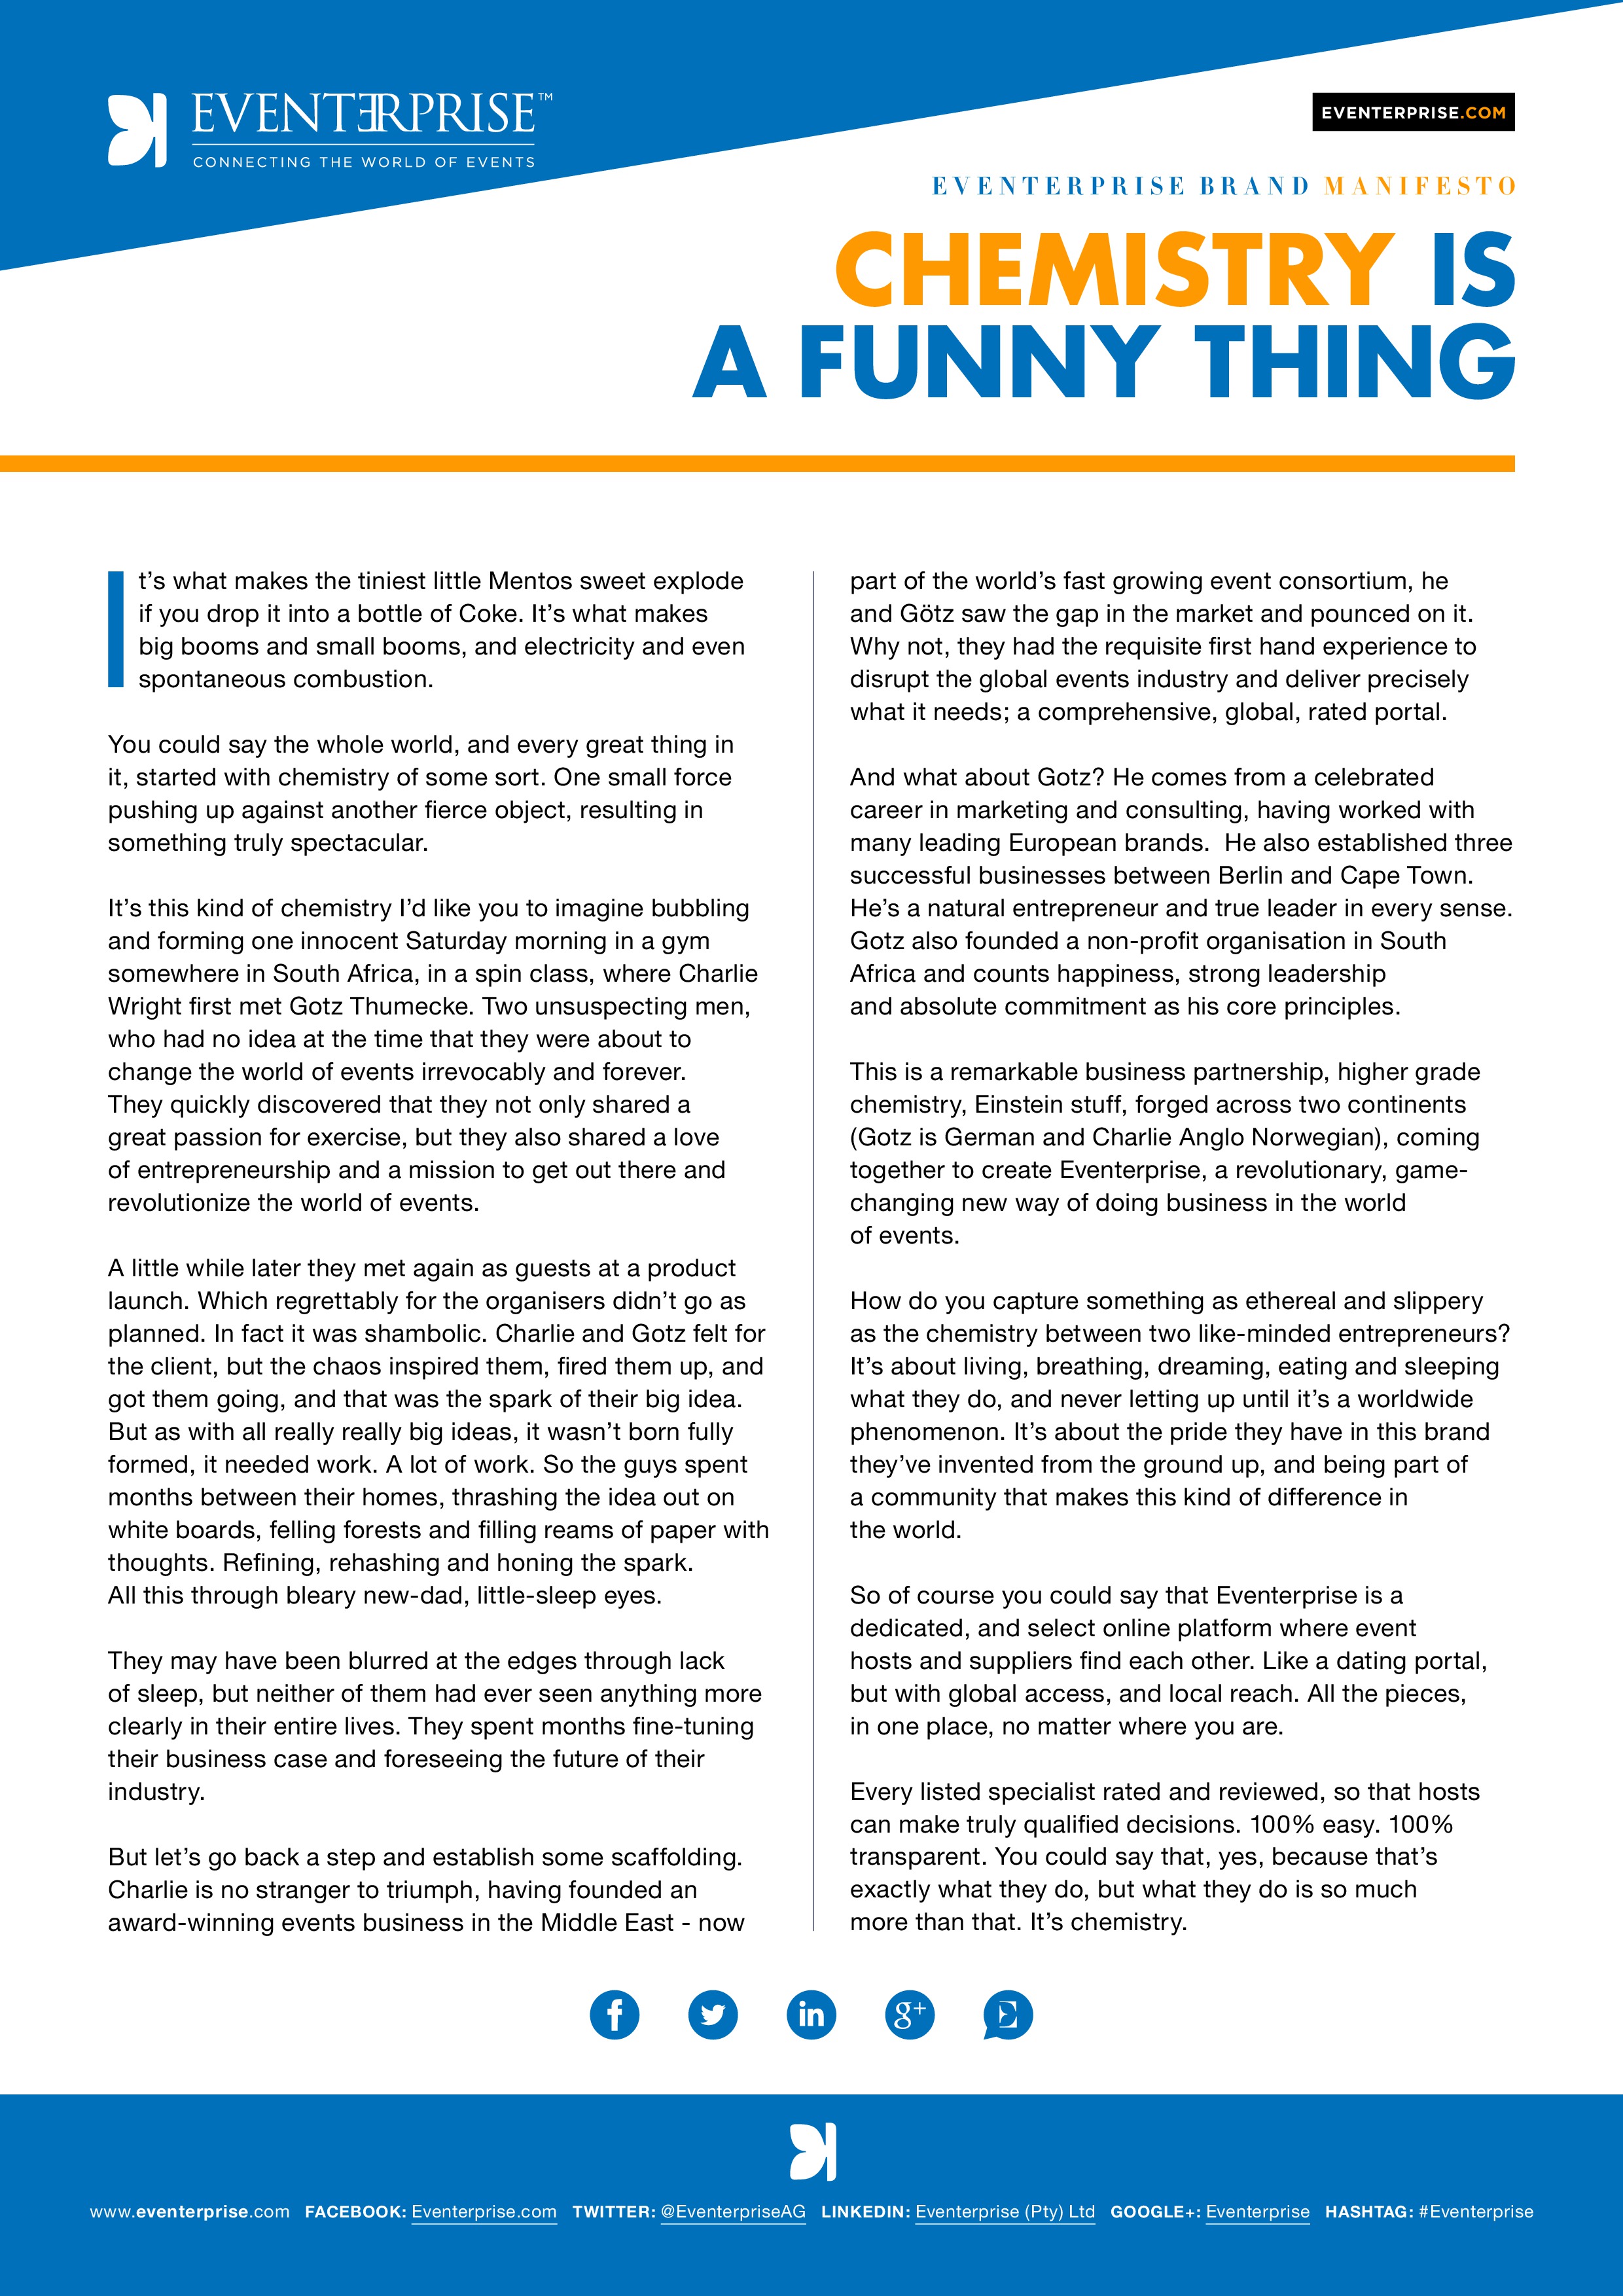 EVENTERPRISE™
CONNECTING THE WORLD OF EVENTS
EVENTERPRISE.COM
EVENTERPRISE BRAND MANIFESTO
CHEMISTRY IS
A FUNNY THING
It’s what makes the tiniest little Mentos sweet explode
if you drop it into a bottle of Coke. It’s what makes
big booms and small booms, and electricity and even
spontaneous combustion.
You could say the whole world, and every great thing in
it, started with chemistry of some sort. One small force
pushing up against another fierce object, resulting in
something truly spectacular.
It’s this kind of chemistry I’d like you to imagine bubbling
and forming one innocent Saturday morning in a gym
somewhere in South Africa, in a spin class, where Charlie
Wright first met Gotz Thumecke. Two unsuspecting men,
who had no idea at the time that they were about to
change the world of events irrevocably and forever.
They quickly discovered that they not only shared a
great passion for exercise, but they also shared a love
of entrepreneurship and a mission to get out there and
revolutionize the world of events.
A little while later they met again as guests at a product
launch. Which regrettably for the organisers didn’t go as
planned. In fact it was shambolic. Charlie and Gotz felt for
the client, but the chaos inspired them, fired them up, and
got them going, and that was the spark of their big idea.
But as with all really really big ideas, it wasn’t born fully
formed, it needed work. A lot of work. So the guys spent
months between their homes, thrashing the idea out on
white boards, felling forests and filling reams of paper with
thoughts. Refining, rehashing and honing the spark.
All this through bleary new-dad, little-sleep eyes.
They may have been blurred at the edges through lack
of sleep, but neither of them had ever seen anything more
clearly in their entire lives. They spent months fine-tuning
their business case and foreseeing the future of their
industry.
But let’s go back a step and establish some scaffolding.
Charlie is no stranger to triumph, having founded an
award-winning events business in the Middle East - now
part of the world’s fast growing event consortium, he
and Götz saw the gap in the market and pounced on it.
Why not, they had the requisite first hand experience to
disrupt the global events industry and deliver precisely
what it needs; a comprehensive, global, rated portal.
And what about Gotz? He comes from a celebrated
career in marketing and consulting, having worked with
many leading European brands.  He also established three
successful businesses between Berlin and Cape Town.
He’s a natural entrepreneur and true leader in every sense.
Gotz also founded a non-profit organisation in South
Africa and counts happiness, strong leadership
and absolute commitment as his core principles.
This is a remarkable business partnership, higher grade
chemistry, Einstein stuff, forged across two continents
(Gotz is German and Charlie Anglo Norwegian), coming
together to create Eventerprise, a revolutionary, game-
changing new way of doing business in the world
of events.
How do you capture something as ethereal and slippery
as the chemistry between two like-minded entrepreneurs?
It’s about living, breathing, dreaming, eating and sleeping
what they do, and never letting up until it’s a worldwide
phenomenon. It’s about the pride they have in this brand
they’ve invented from the ground up, and being part of
a community that makes this kind of difference in
the world.
So of course you could say that Eventerprise is a
dedicated, and select online platform where event
hosts and suppliers find each other. Like a dating portal,
but with global access, and local reach. All the pieces,
in one place, no matter where you are.
Every listed specialist rated and reviewed, so that hosts
can make truly qualified decisions. 100% easy. 100%
transparent. You could say that, yes, because that’s
exactly what they do, but what they do is so much
more than that. It’s chemistry.
f in g+ E
www.eventerprise.com FACEBOOK: Eventerprise.com TWITTER: @EventerpriseAG LINKEDIN: Eventerprise (Pty) Ltd GOOGLE+: Eventerprise HASHTAG: #Eventerprise